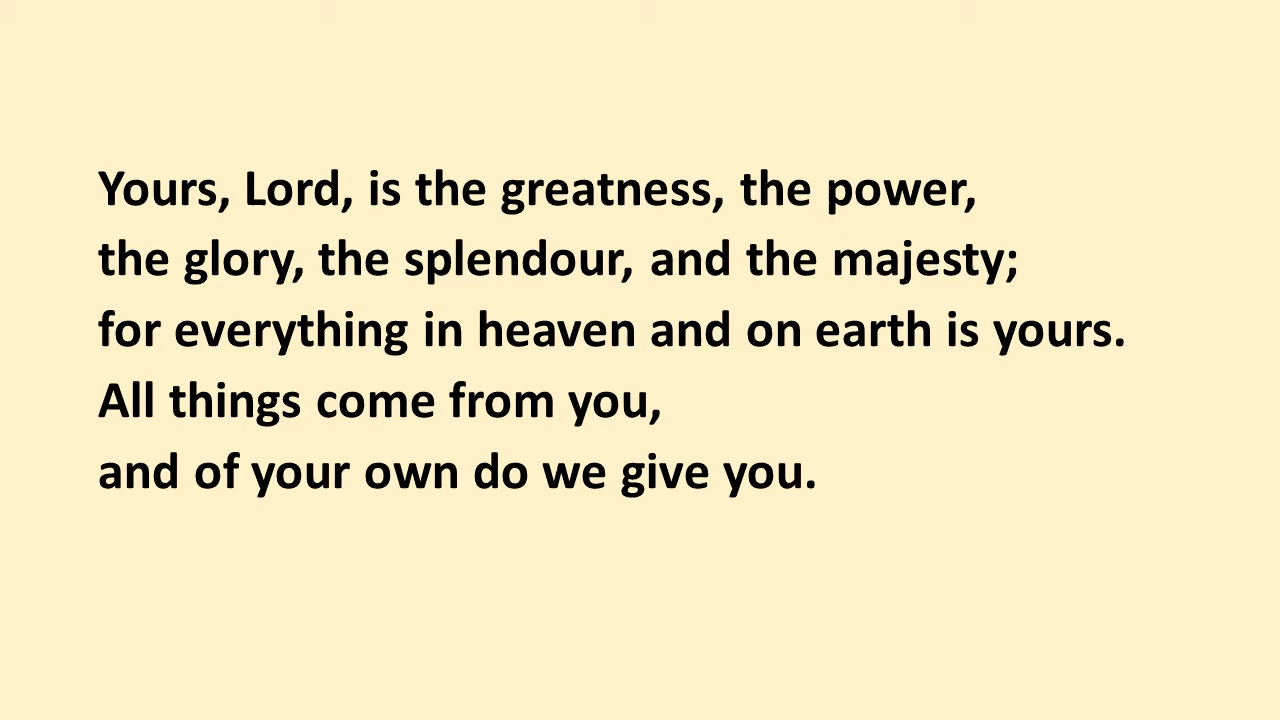 Yours, Lord, is the greatness, the power,
the glory, the splendour, and the majesty;
for everything in heaven and on earth is yours.
All things come from you,
and of your own do we give you.